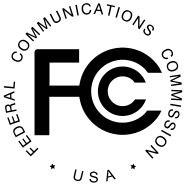 FEDERAL COMMUNICATIONS COMMISSION
FCC
* USA *